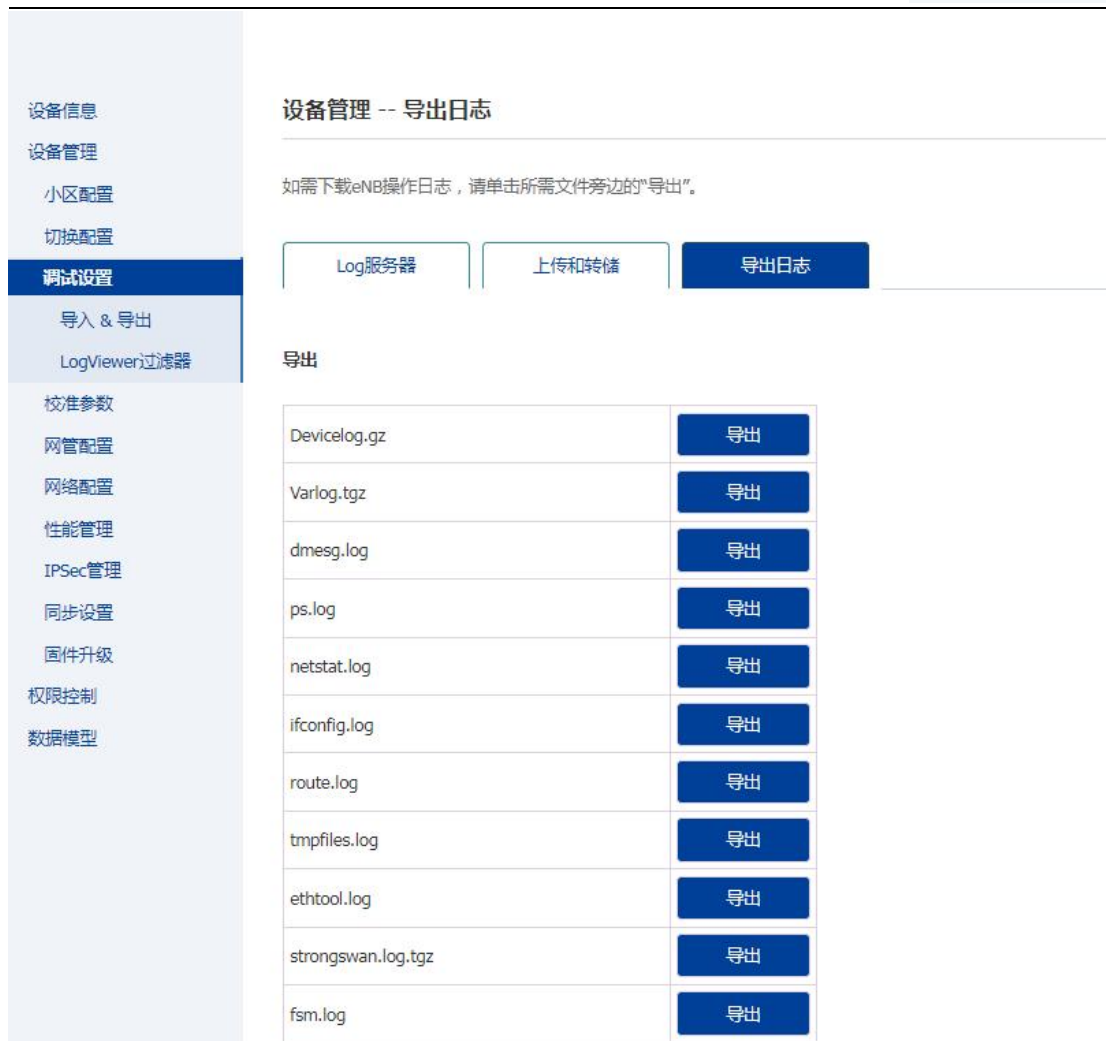 设备信息
设备管理
小区配置
切换配置
调试设置
导入 & 导出
LogViewer过滤器
校准参数
网管配置
网络配置
性能管理
IPSec管理
同步设置
固件升级
权限控制
数据模型
设备管理 -- 导出日志
如需下载eNB操作日志，请单击所需文件旁边的“导出”。
Log服务器 上传和转储 导出日志
导出
Devicelog.gz 导出
Varlog.tgz 导出
dmesg.log 导出
ps.log 导出
netstat.log 导出
ifconfig.log 导出
route.log 导出
tmpfiles.log 导出
ethtool.log 导出
strongswan.log.tgz 导出
fsm.log 导出